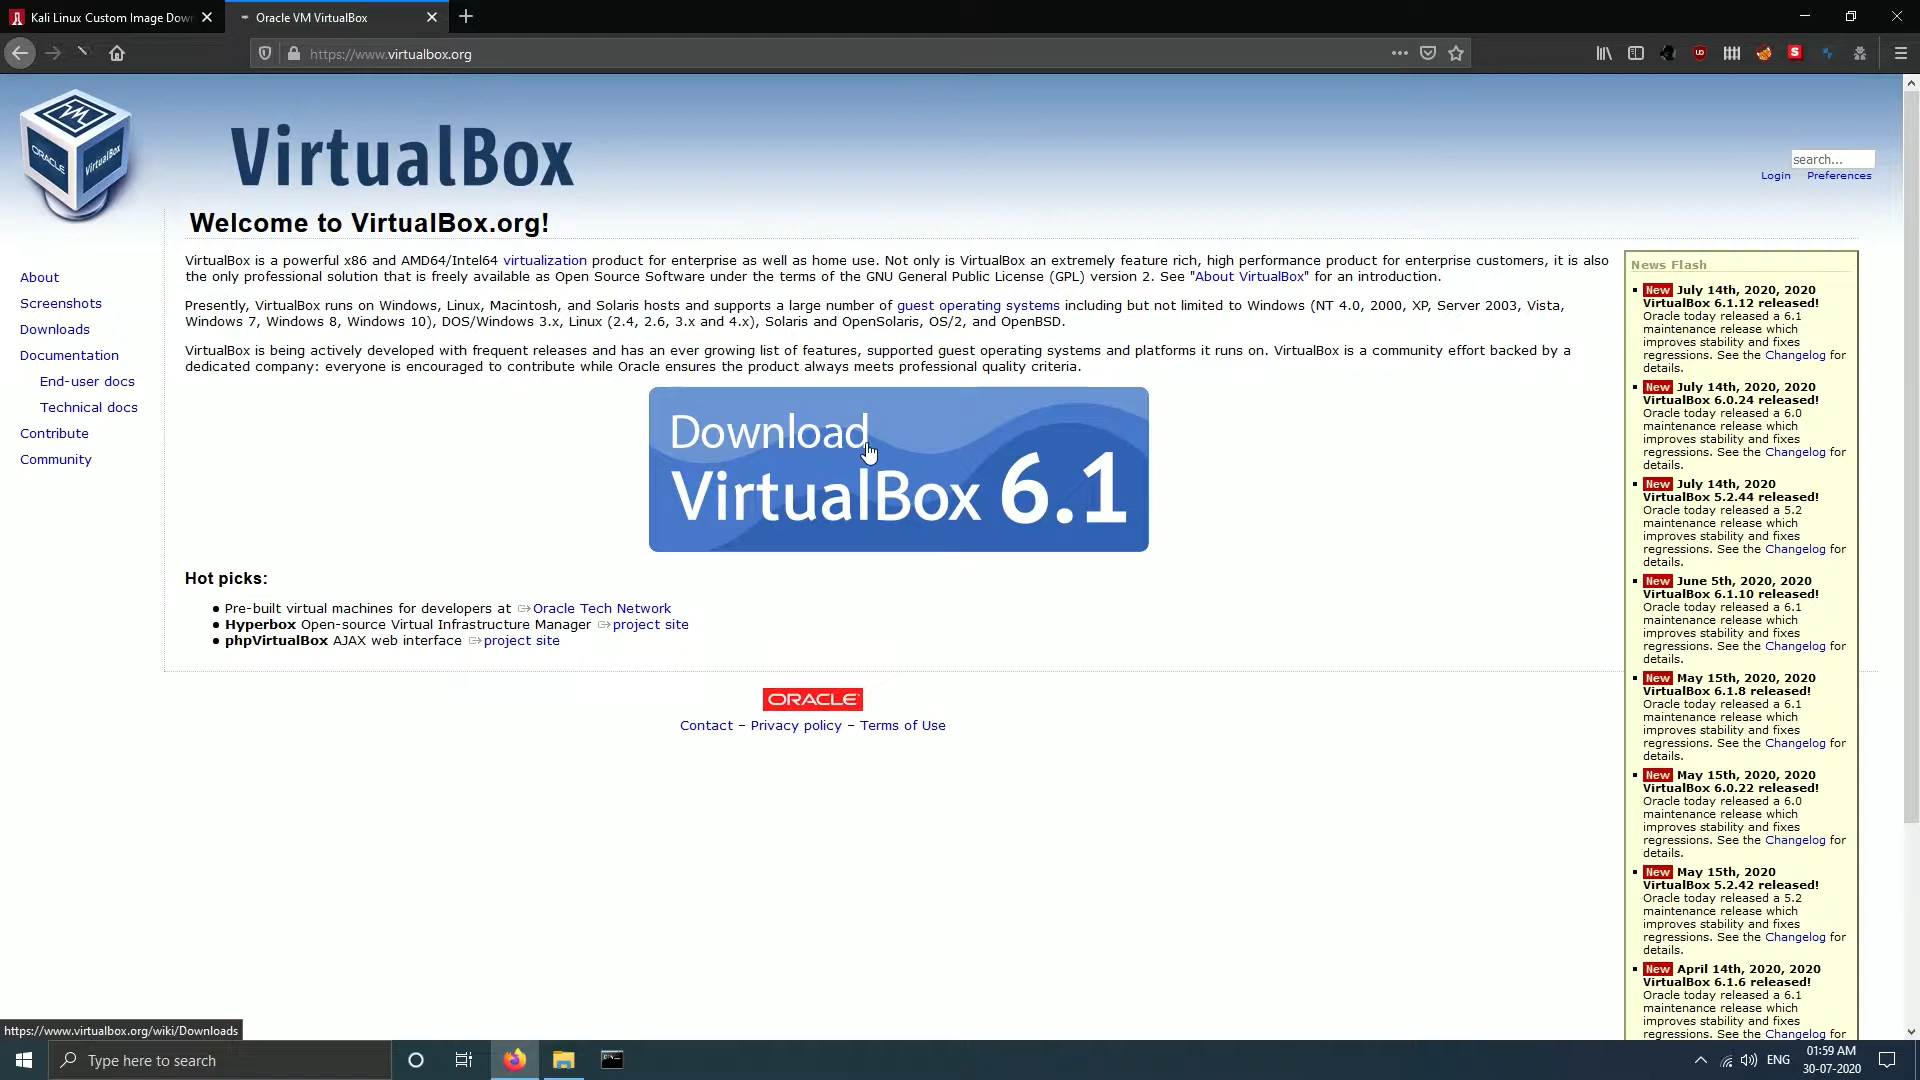 Kali Linux Custom Image Dow
Oracle VM VirtualBox
https://www.virtualbox.org
ORACLE
VirtualBox
VirtualBox
search...
Login Preferences
Welcome to VirtualBox.org!
VirtualBox is a powerful x86 and AMD64/Intel64 virtualization product for enterprise as well as home use. Not only is VirtualBox an extremely feature rich, high performance product for enterprise customers, it is also
the only professional solution that is freely available as Open Source Software under the terms of the GNU General Public License (GPL) version 2. See "About VirtualBox" for an introduction.
Presently, VirtualBox runs on Windows, Linux, Macintosh, and Solaris hosts and supports a large number of guest operating systems including but not limited to Windows (NT 4.0, 2000, XP, Server 2003, Vista,
Windows 7, Windows 8, Windows 10), DOS/Windows 3.x, Linux (2.4, 2.6, 3.x and 4.x), Solaris and OpenSolaris, OS/2, and OpenBSD.
VirtualBox is being actively developed with frequent releases and has an ever growing list of features, supported guest operating systems and platforms it runs on. VirtualBox is a community effort backed by a
dedicated company: everyone is encouraged to contribute while Oracle ensures the product always meets professional quality criteria.
About
Screenshots
Downloads
Documentation
End-user docs
Technical docs
Contribute
Community
Download
VirtualBox 6.1
Hot picks:
Pre-built virtual machines for developers at Oracle Tech Network
Hyperbox Open-source Virtual Infrastructure Manager project site
phpVirtualBox AJAX web interface project site
ORACLE
Contact – Privacy policy – Terms of Use
News Flash
New July 14th, 2020, 2020
VirtualBox 6.1.12 released!
Oracle today released a 6.1
maintenance release which
improves stability and fixes
regressions. See the Changelog for
details.
New July 14th, 2020, 2020
VirtualBox 6.0.24 released!
Oracle today released a 6.0
maintenance release which
improves stability and fixes
regressions. See the Changelog for
details.
New July 14th, 2020
VirtualBox 5.2.44 released!
Oracle today released a 5.2
maintenance release which
improves stability and fixes
regressions. See the Changelog for
details.
New June 5th, 2020, 2020
VirtualBox 6.1.10 released!
Oracle today released a 6.1
maintenance release which
improves stability and fixes
regressions. See the Changelog for
details.
New May 15th, 2020, 2020
VirtualBox 6.1.8 released!
Oracle today released a 6.1
maintenance release which
improves stability and fixes
regressions. See the Changelog for
details.
New May 15th, 2020, 2020
VirtualBox 6.0.22 released!
Oracle today released a 6.0
maintenance release which
improves stability and fixes
regressions. See the Changelog for
details.
New May 15th, 2020
VirtualBox 5.2.42 released!
Oracle today released a 5.2
maintenance release which
improves stability and fixes
regressions. See the Changelog for
details.
New April 14th, 2020, 2020
VirtualBox 6.1.6 released!
Oracle today released a 6.1
maintenance release which
improves stability and fixes
regressions. See the Changelog for
https://www.virtualbox.org/wiki/Downloads
Type here to search
ENG
01:59 AM
30-07-2020